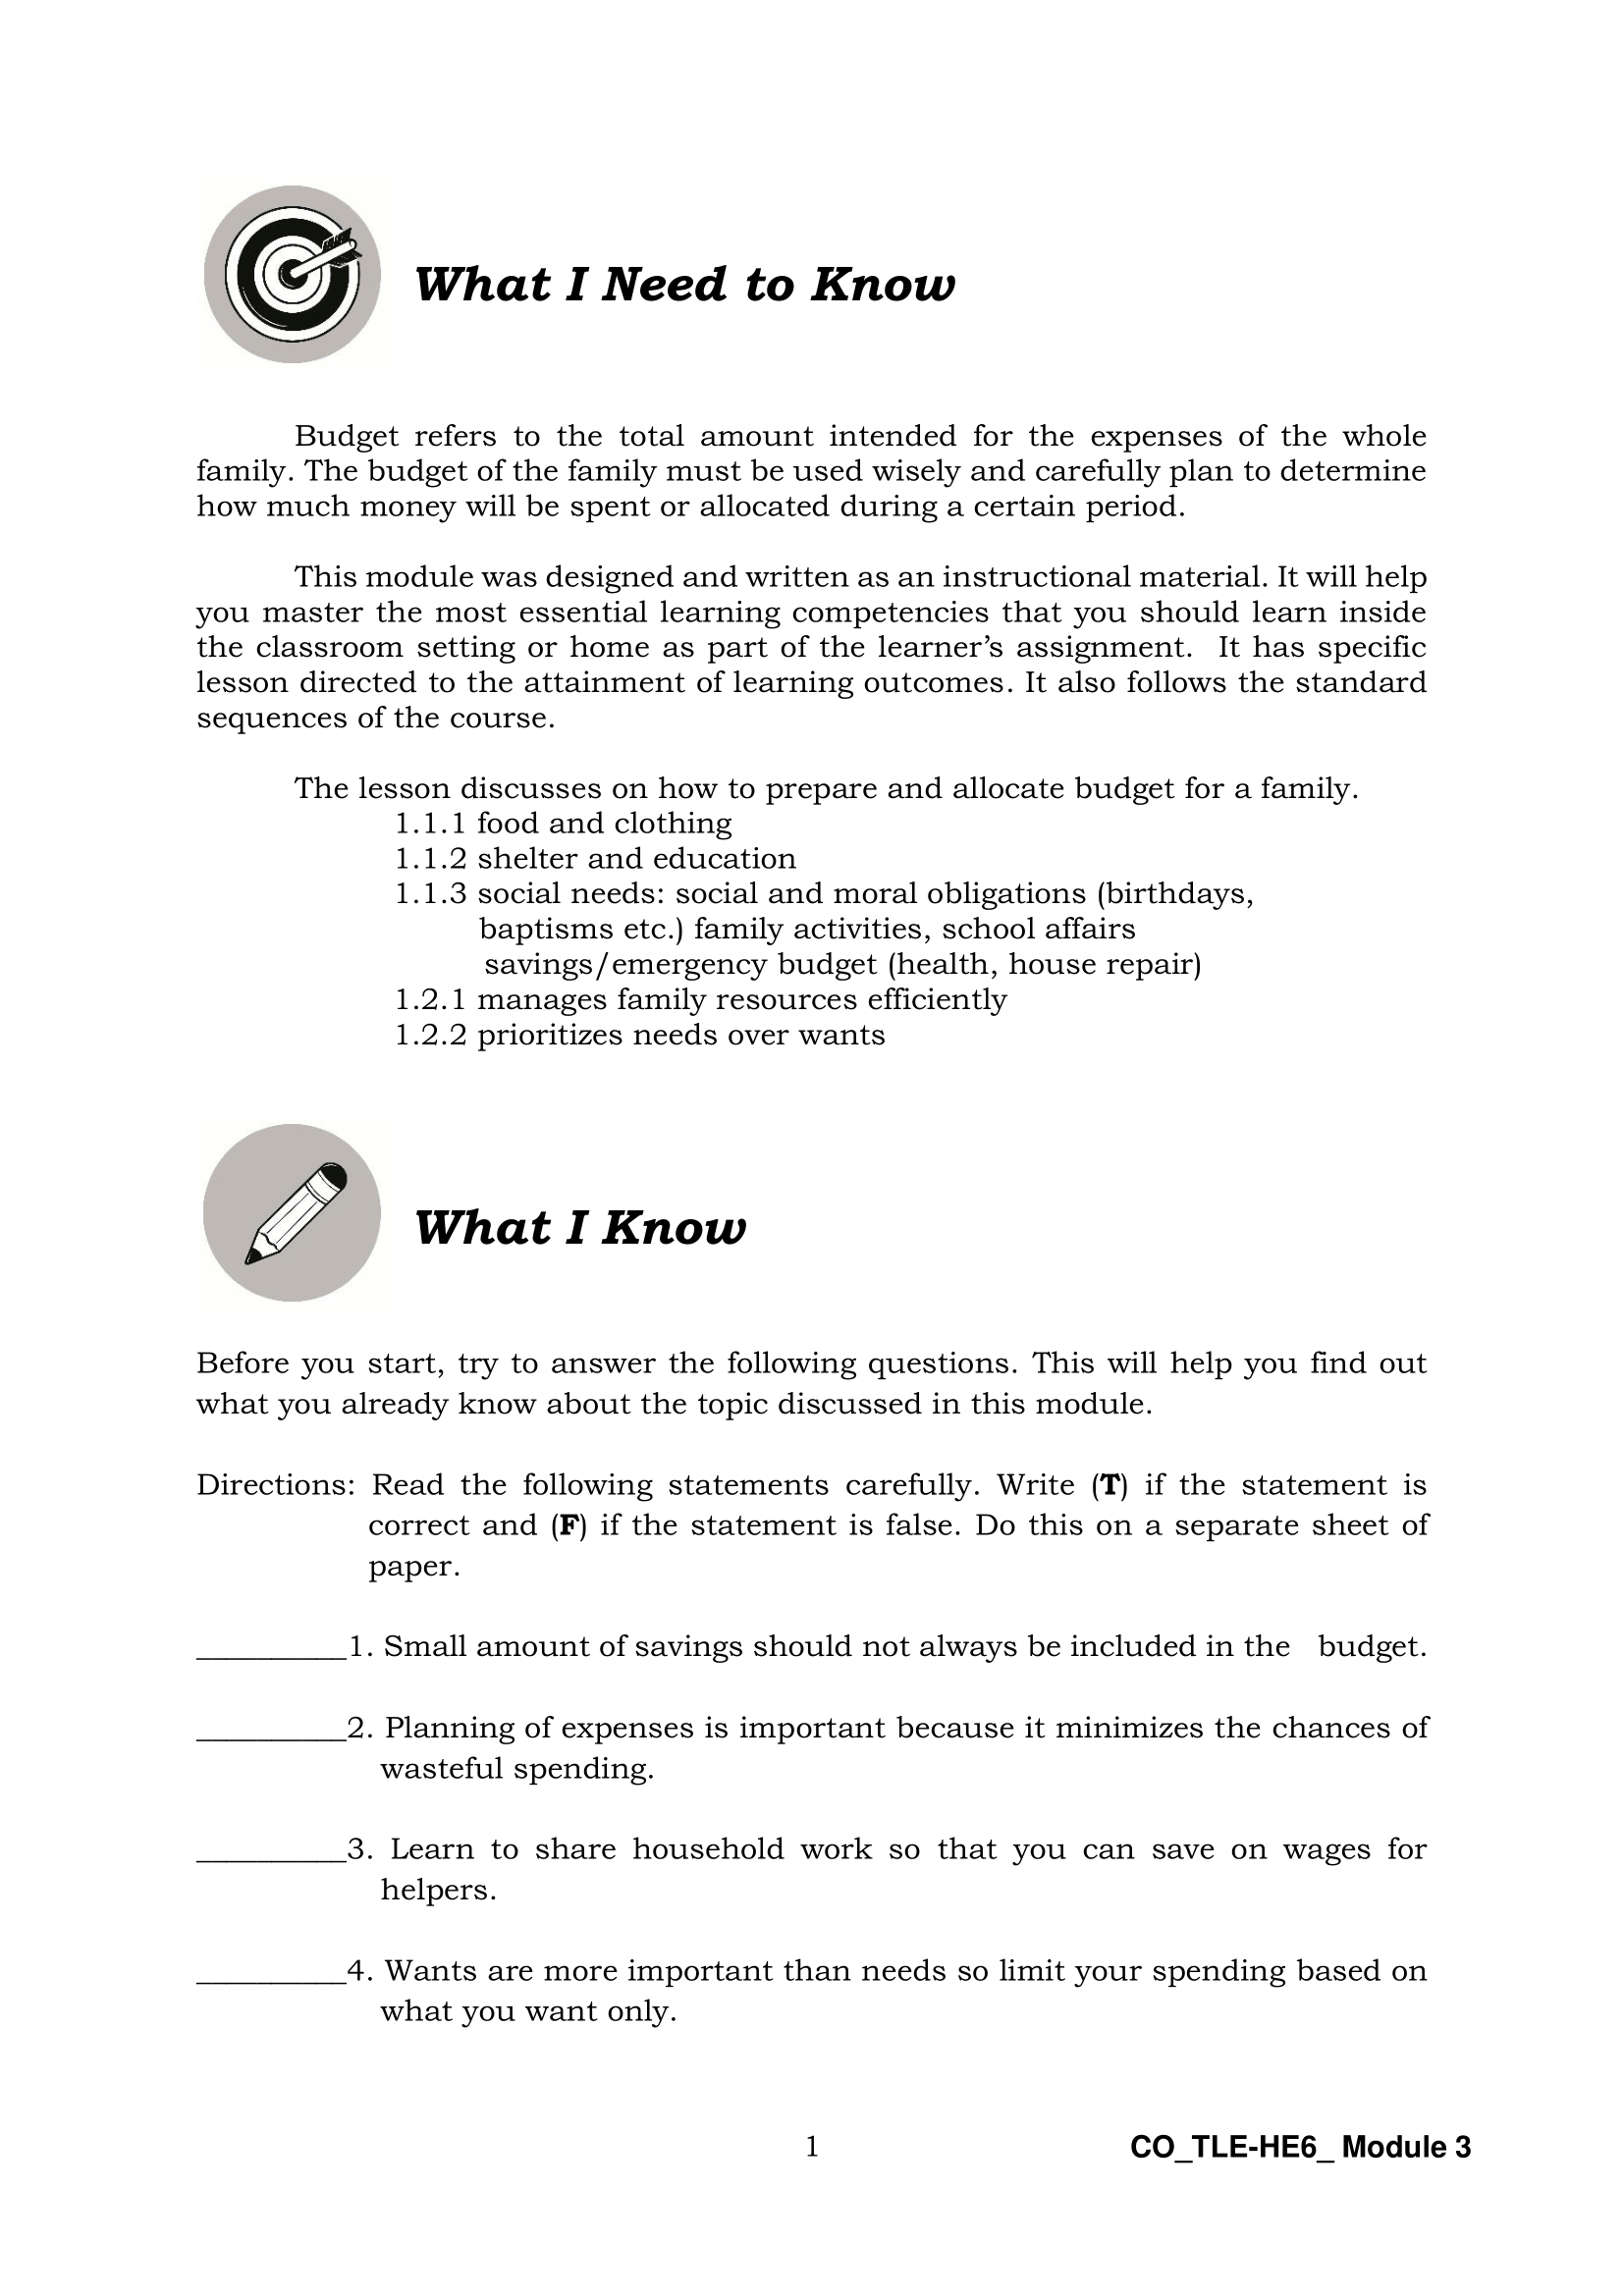 What I Need to Know
Budget refers to the total amount intended for the expenses of the whole
family. The budget of the family must be used wisely and carefully plan to determine
how much money will be spent or allocated during a certain period.
This module was designed and written as an instructional material. It will help
you master the most essential learning competencies that you should learn inside
the classroom setting or home as part of the learner’s assignment.  It has specific
lesson directed to the attainment of learning outcomes. It also follows the standard
sequences of the course.
The lesson discusses on how to prepare and allocate budget for a family.
1.1.1 food and clothing
1.1.2 shelter and education
1.1.3 social needs: social and moral obligations (birthdays,
baptisms etc.) family activities, school affairs
savings/emergency budget (health, house repair)
1.2.1 manages family resources efficiently
1.2.2 prioritizes needs over wants
What I Know
Before you start, try to answer the following questions. This will help you find out
what you already know about the topic discussed in this module.
Directions: Read the following statements carefully. Write (T) if the statement is
correct and (F) if the statement is false. Do this on a separate sheet of
paper.
__________1. Small amount of savings should not always be included in the   budget.
__________2. Planning of expenses is important because it minimizes the chances of
wasteful spending.
__________3. Learn to share household work so that you can save on wages for
helpers.
__________4. Wants are more important than needs so limit your spending based on
what you want only.
1
CO_TLE-HE6_ Module 3